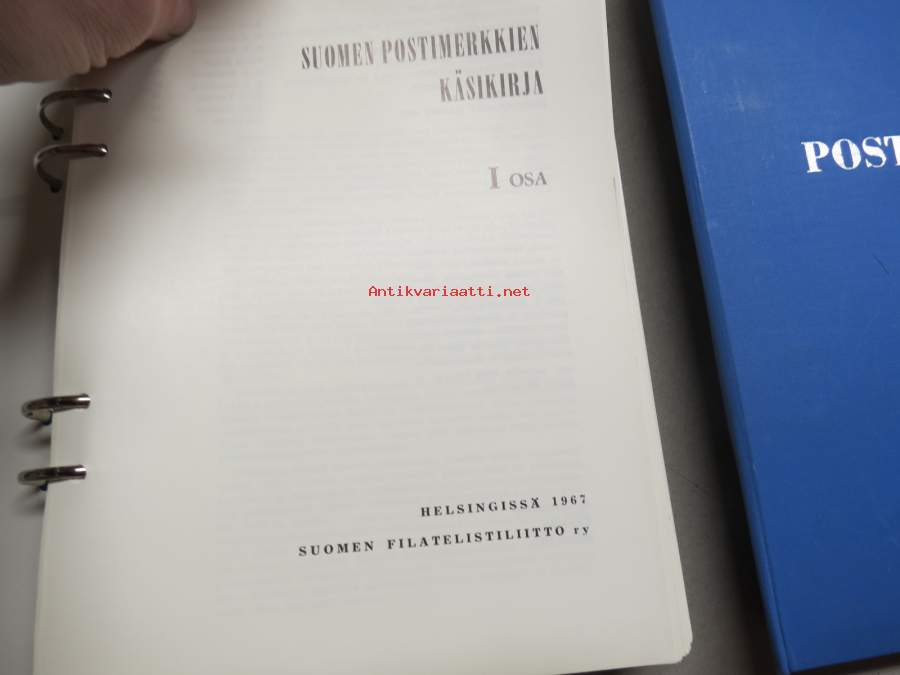 SUOMEN POSTIMERKKIEN
KÄSIKIRJA
I OSA
Antikvariaatti.net
HELSINGISSÄ 1967
SUOMEN FILATELISTILIITTO ry
POST